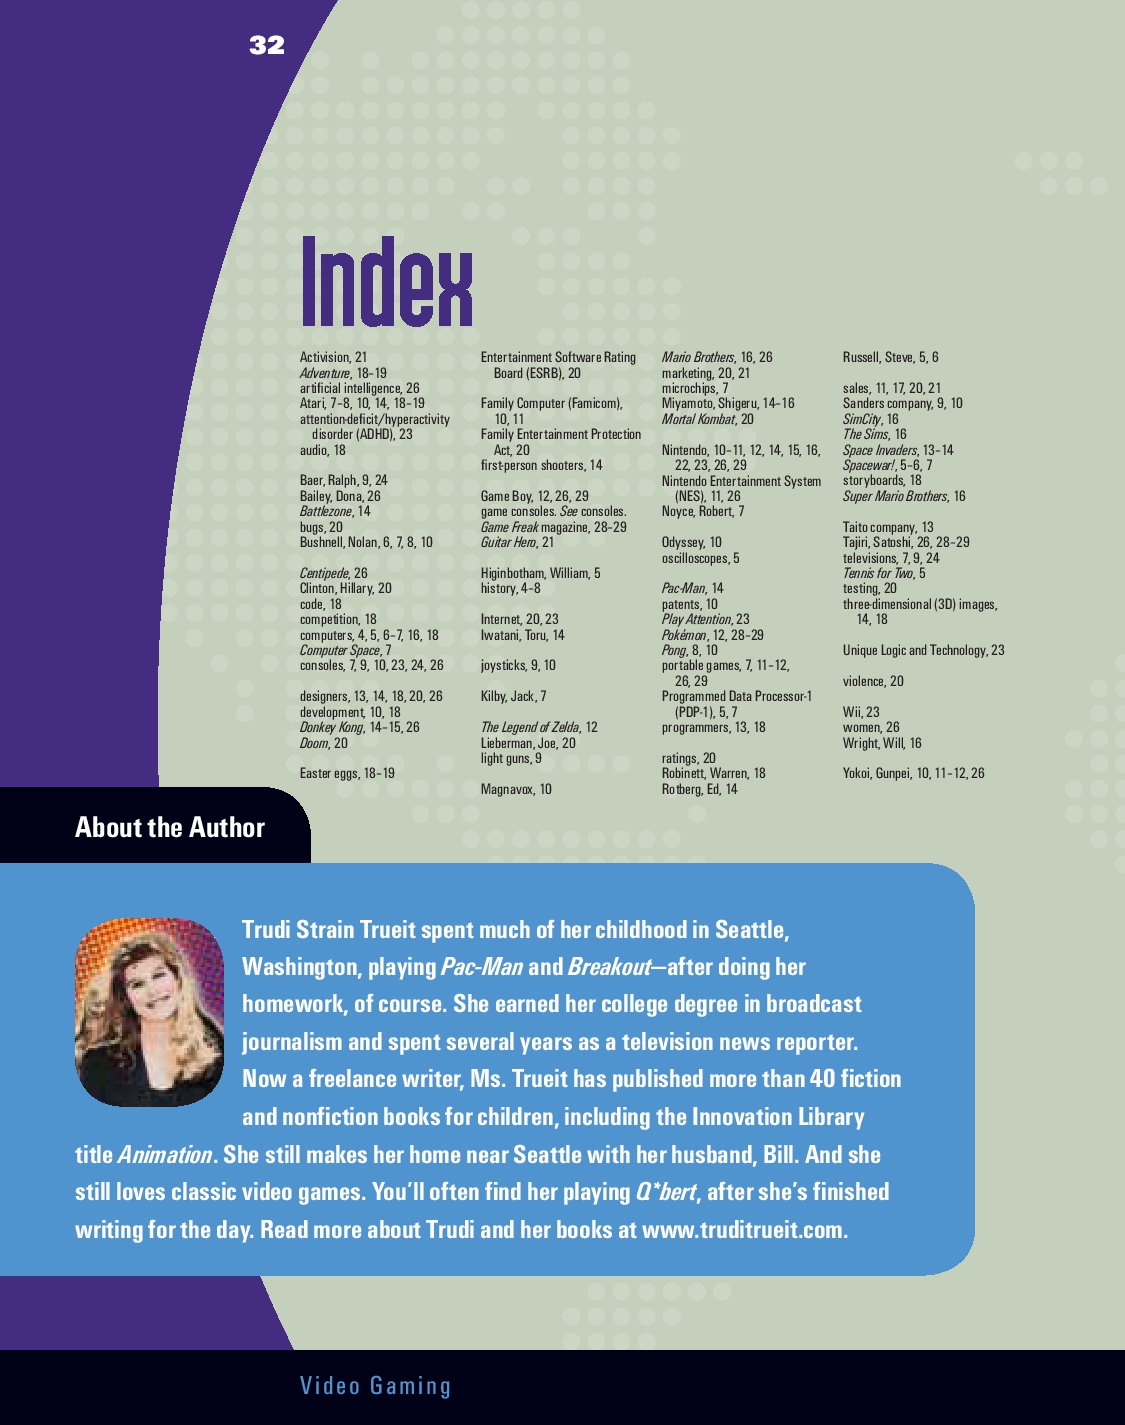 32
Index
Activision, 21
Adventure, 18–19
artificial intelligence, 26
Atari, 7–8, 10, 14, 18–19
attention-deficit/hyperactivity
disorder (ADHD), 23
audio, 18
Baer, Ralph, 9, 24
Bailey, Dona, 26
Battlezone, 14
bugs, 20
Bushnell, Nolan, 6, 7, 8, 10
Centipede, 26
Clinton, Hillary, 20
code, 18
competition, 18
computers, 4, 5, 6–7, 16, 18
Computer Space, 7
consoles, 7, 9, 10, 23, 24, 26
designers, 13, 14, 18, 20, 26
development, 10, 18
Donkey Kong, 14–15, 26
Doom, 20
Easter eggs, 18–19
Entertainment Software Rating
Board (ESRB), 20
Family Computer (Famicom),
10, 11
Family Entertainment Protection
Act, 20
first-person shooters, 14
Game Boy, 12, 26, 29
game consoles. See consoles.
Game Freak magazine, 28–29
Guitar Hero, 21
Higinbotham, William, 5
history, 4–8
Internet, 20, 23
Iwatani, Toru, 14
joysticks, 9, 10
Kilby, Jack, 7
The Legend of Zelda, 12
Lieberman, Joe, 20
light guns, 9
Magnavox, 10
Mario Brothers, 16, 26
marketing, 20, 21
microchips, 7
Miyamoto, Shigeru, 14–16
Mortal Kombat, 20
Nintendo, 10–11, 12, 14, 15, 16,
22, 23, 26, 29
Nintendo Entertainment System
(NES), 11, 26
Noyce, Robert, 7
Odyssey, 10
oscilloscopes, 5
Pac-Man, 14
patents, 10
Play Attention, 23
Pokémon, 12, 28–29
Pong, 8, 10
portable games, 7, 11–12,
26, 29
Programmed Data Processor-1
(PDP-1), 5, 7
programmers, 13, 18
ratings, 20
Robinett, Warren, 18
Rotberg, Ed, 14
Russell, Steve, 5, 6
sales, 11, 17, 20, 21
Sanders company, 9, 10
SimCity, 16
The Sims, 16
Space Invaders, 13–14
Spacewar!, 5–6, 7
storyboards, 18
Super Mario Brothers, 16
Taito company, 13
Tajiri, Satoshi, 26, 28–29
televisions, 7, 9, 24
Tennis for Two, 5
testing, 20
three-dimensional (3D) images,
14, 18
Unique Logic and Technology, 23
violence, 20
Wii, 23
women, 26
Wright, Will, 16
Yokoi, Gunpei, 10, 11–12, 26
About the Author
Trudi Strain Trueit spent much of her childhood in Seattle,
Washington, playing Pac-Man and Breakout—after doing her
homework, of course. She earned her college degree in broadcast
journalism and spent several years as a television news reporter.
Now a freelance writer, Ms. Trueit has published more than 40 fiction
and nonfiction books for children, including the Innovation Library
title Animation. She still makes her home near Seattle with her husband, Bill. And she
still loves classic video games. You’ll often find her playing Q*bert, after she’s finished
writing for the day. Read more about Trudi and her books at www.truditrueit.com.
Video Gaming